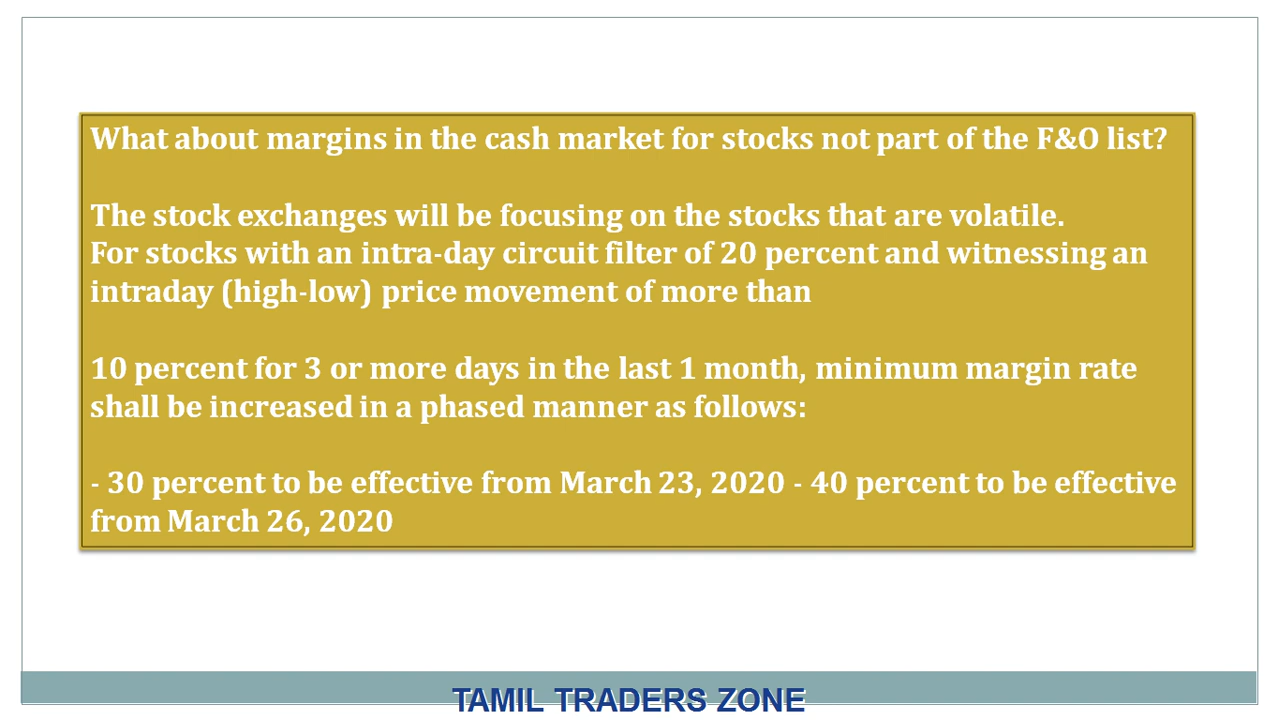 What about margins in the cash market for stocks not part of the F&O list?
The stock exchanges will be focusing on the stocks that are volatile.
For stocks with an intra-day circuit filter of 20 percent and witnessing an
intraday (high-low) price movement of more than
10 percent for 3 or more days in the last 1 month, minimum margin rate
shall be increased in a phased manner as follows:
- 30 percent to be effective from March 23, 2020 - 40 percent to be effective
from March 26, 2020
TAMIL TRADERS ZONE